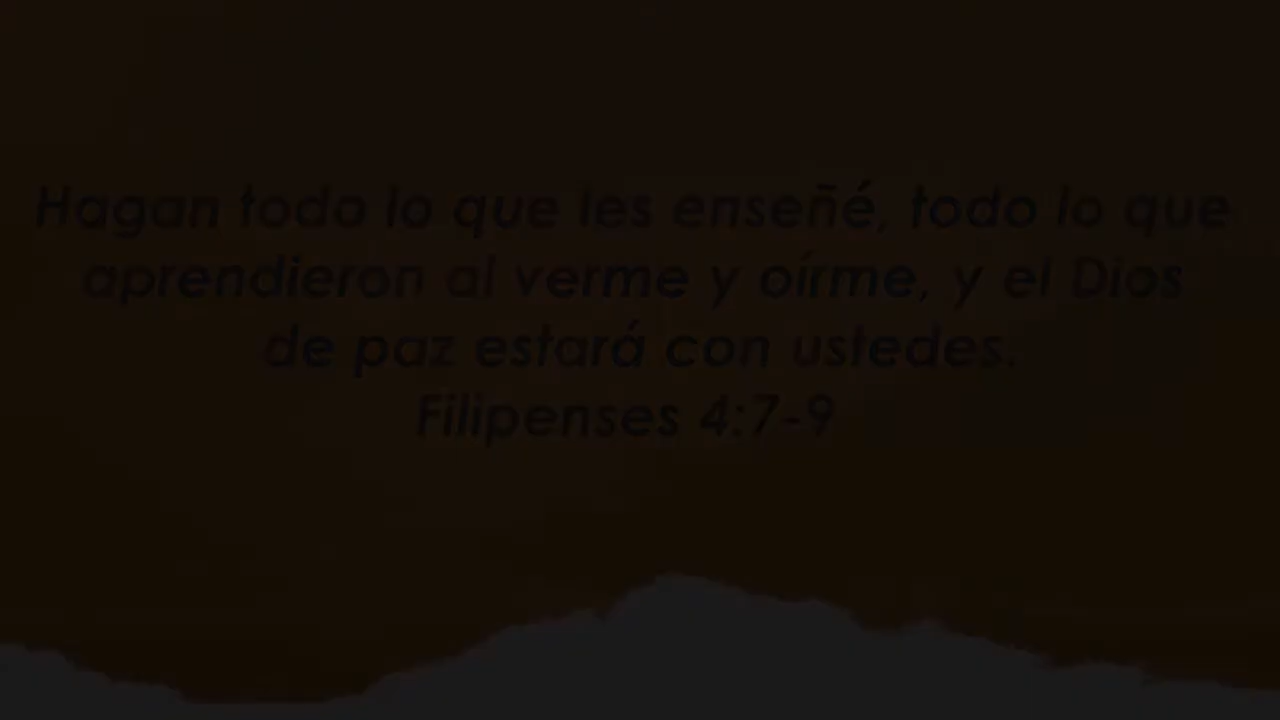 Hagan todo lo que les enseñé, todo lo que
aprendieron al verme y oírme, y el Dios
de paz estará con ustedes.
Filipenses 4:7-9